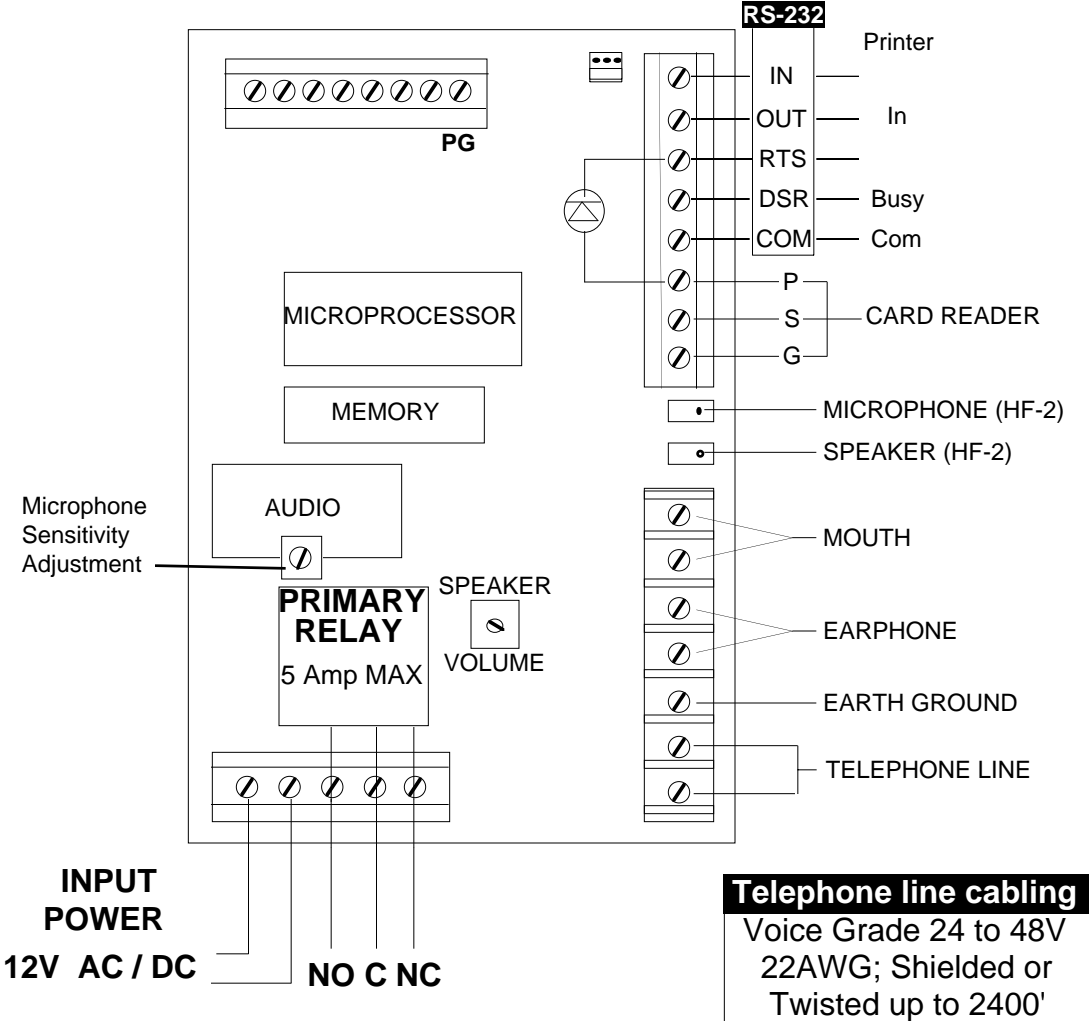 RS-232
Printer
IN
OUT
In
RTS
DSR
Busy
COM
Com
PG
P
S
G
CARD READER
MICROPROCESSOR
MEMORY
MICROPHONE (HF-2)
SPEAKER (HF-2)
Microphone
Sensitivity
Adjustment
AUDIO
MOUTH
PRIMARY
RELAY
5 Amp MAX
SPEAKER
VOLUME
EARPHONE
EARTH GROUND
TELEPHONE LINE
INPUT
POWER
12V AC / DC
NO C NC
Telephone line cabling
Voice Grade 24 to 48V
22AWG; Shielded or
Twisted up to 2400'